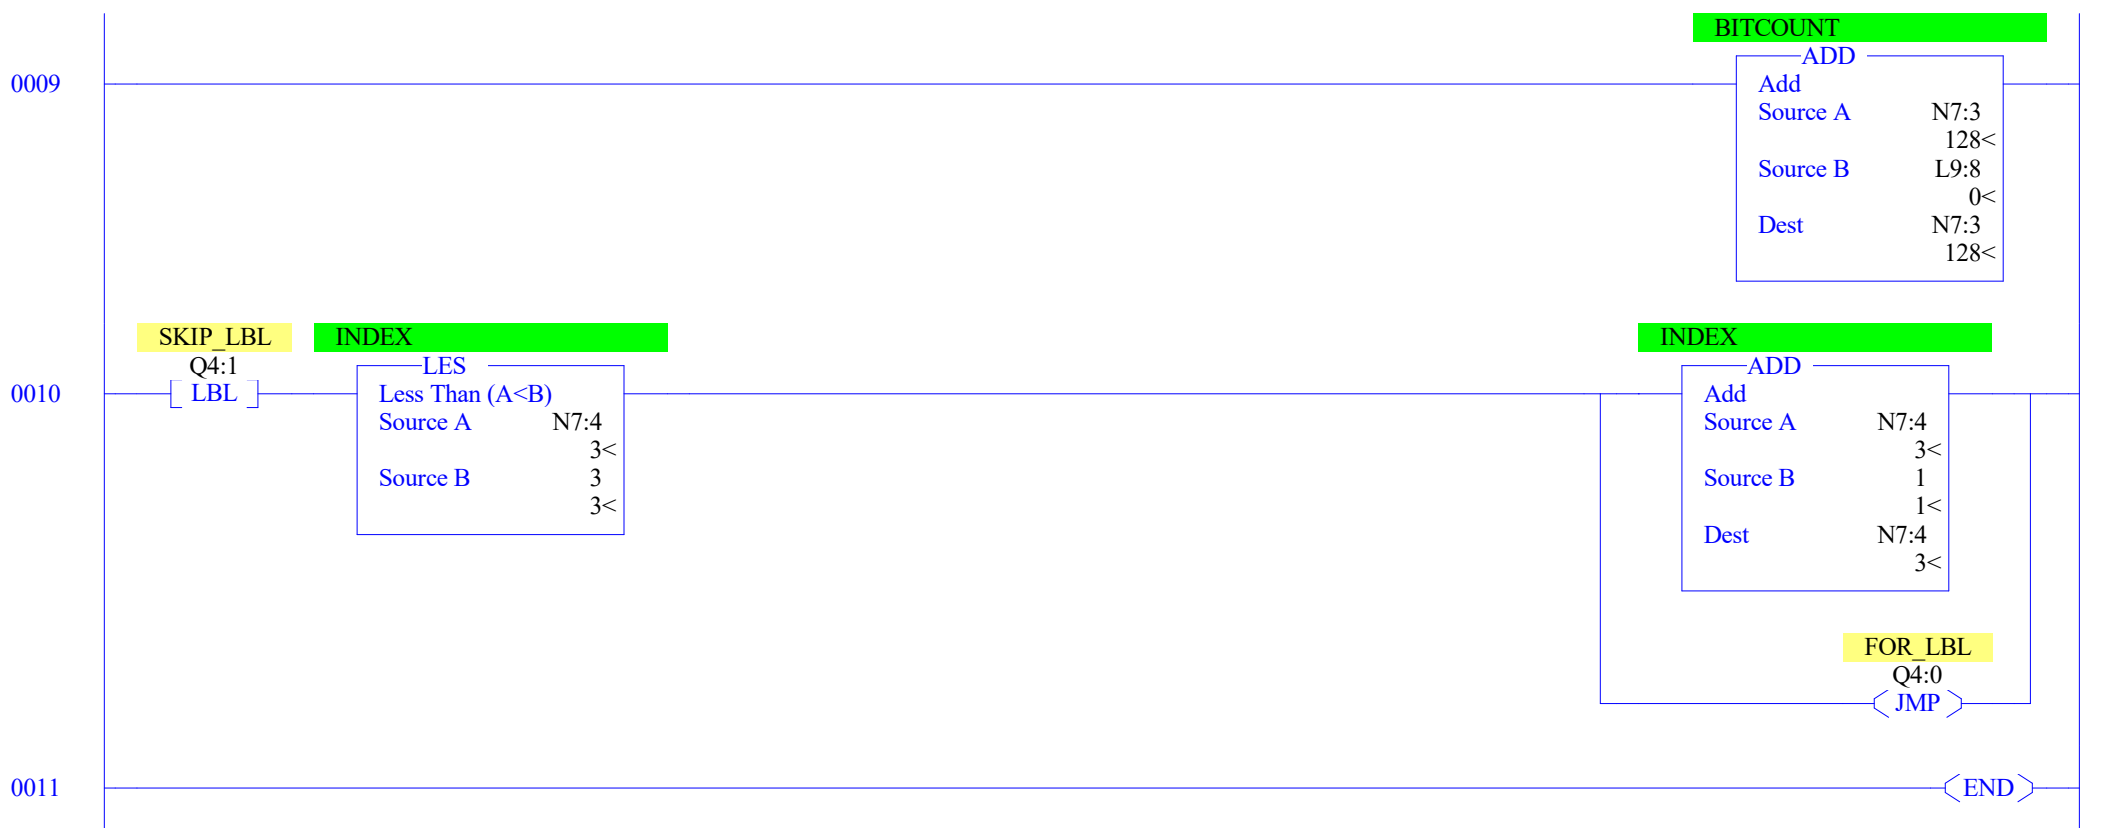 BITCOUNT
ADD
0009
Add
Source A N7:3
128<
Source B L9:8
0<
Dest N7:3
128<
SKIP_LBL INDEX INDEX
Q4:1 LES ADD
0010 LBL Less Than (A<B) Add
Source A N7:4 Source A N7:4
3< 3<
Source B 3 Source B 1
3< 1<
Dest N7:4
3<
FOR_LBL
Q4:0
JMP
0011 END